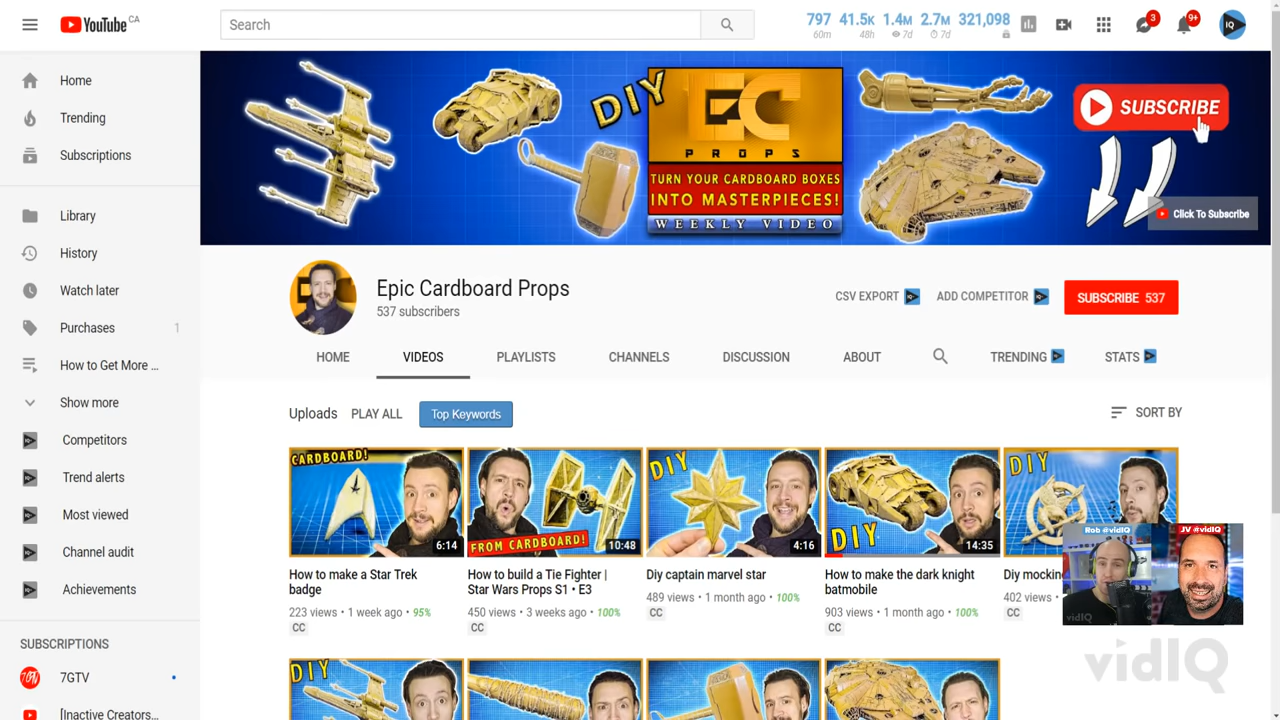 YouTube CA
Search
797 41.5K 1.4M 2.7M 321,098
60m 48h 7d 7d
3
9+
IQ
Home
Trending
Subscriptions
Library
History
Watch later
Purchases 1
How to Get More ...
Show more
Competitors
Trend alerts
Most viewed
Channel audit
Achievements
SUBSCRIPTIONS
7GTV
[Inactive Creators...
DIY
EC
PROPS
TURN YOUR CARDBOARD BOXES
INTO MASTERPIECES!
WEEKLY VIDEO
SUBSCRIBE
Click To Subscribe
Epic Cardboard Props
537 subscribers
CSV EXPORT
ADD COMPETITOR
SUBSCRIBE 537
HOME VIDEOS PLAYLISTS CHANNELS DISCUSSION ABOUT TRENDING STATS
Uploads PLAY ALL Top Keywords SORT BY
CARDBOARD!
6:14
FROM CARDBOARD!
10:48
DIY
4:16
DIY
14:35
DIY
How to make a Star Trek
badge
223 views • 1 week ago • 95%
CC
How to build a Tie Fighter |
Star Wars Props S1 • E3
450 views • 3 weeks ago • 100%
CC
Diy captain marvel star
489 views • 1 month ago • 100%
CC
How to make the dark knight
batmobile
903 views • 1 month ago • 100%
CC
Diy mockin
402 views
CC
Rob @vidIQ
JV @vidIQ
vidIQ
DIY
DIY
vidIQ